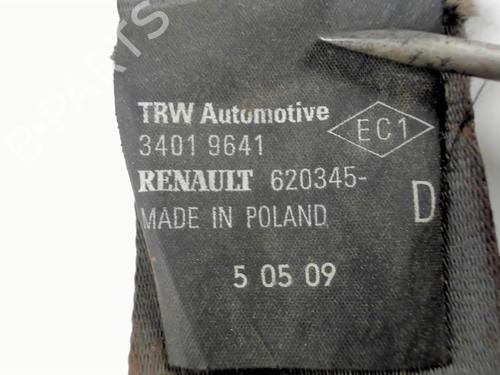 TRW Automotive
3401 9641
EC1
RENAULT 620345-
D
MADE IN POLAND
5 05 09